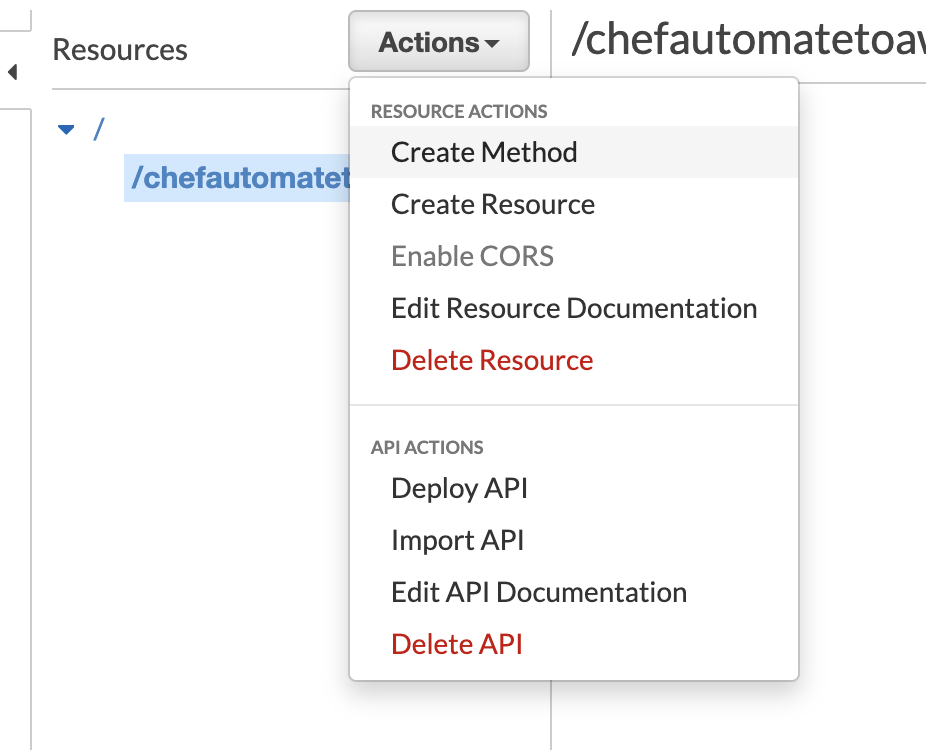 Resources
Actions
/chefautomatetoa
/
/chefautomatet
RESOURCE ACTIONS
Create Method
Create Resource
Enable CORS
Edit Resource Documentation
Delete Resource
API ACTIONS
Deploy API
Import API
Edit API Documentation
Delete API